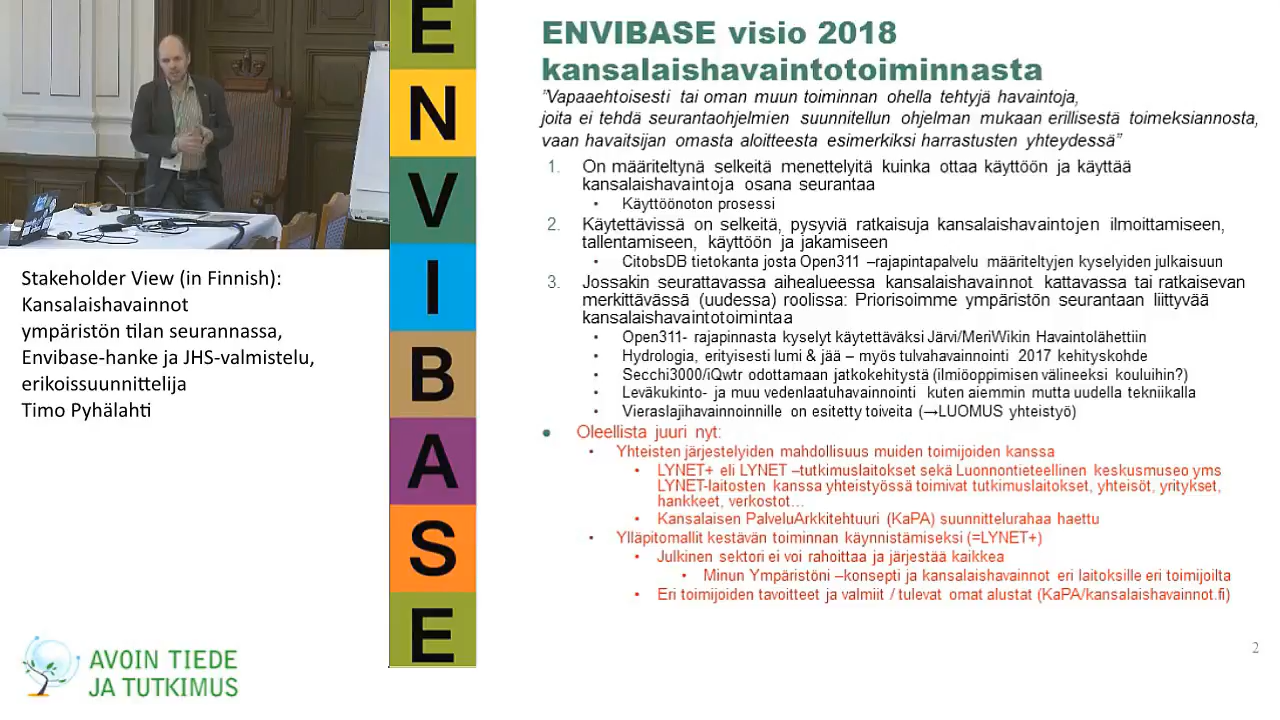 Stakeholder View (in Finnish):
Kansalaishavainnot
ympäristön tilan seurannassa,
Envibase-hanke ja JHS-valmistelu,
erikoissuunnittelija
Timo Pyhälahti
AVOIN TIEDE
JA TUTKIMUS
E
N
V
I
B
A
S
E
ENVIBASE visio 2018
kansalaishavaintotoiminnasta
"Vapaaehtoisesti tai oman muun toiminnan ohella tehtyjä havaintoja,
joita ei tehdä seurantaohjelmien suunnitellun ohjelman mukaan erillisestä toimeksiannosta,
vaan havaitsijan omasta aloitteesta esimerkiksi harrastusten yhteydessä"
1. On määriteltynä selkeitä menettelyitä kuinka ottaa käyttöön ja käyttää
kansalaishavaintoja osana seurantaa
• Käyttöönoton prosessi
2. Käytettävissä on selkeitä, pysyviä ratkaisuja kansalaishavaintojen ilmoittamiseen,
tallentamiseen, käyttöön ja jakamiseen
• CitobsDB tietokanta josta Open311 –rajapintapalvelu määriteltyjen kyselyiden julkaisuun
3. Jossakin seurattavassa aihealueessa kansalaishavainnot kattavassa tai ratkaisevan
merkittävässä (uudessa) roolissa: Priorisoimme ympäristön seurantaan liittyvää
kansalaishavaintotoimintaa
• Open311- rajapinnasta kyselyt käytettäväksi Järvi/MeriWikin Havaintolähettiin
• Hydrologia, erityisesti lumi & jää – myös tulvahavainnointi 2017 kehityskohde
• Secchi3000/iQwtr odottamaan jatkokehitystä (ilmiöoppimisen välineeksi kouluihin?)
• Leväkukinto- ja muu vedenlaatuhavainnointi kuten aiemmin mutta uudella tekniikalla
• Vieraslajihavainnoinnille on esitetty toiveita (→LUOMUS yhteistyö)
• Oleellista juuri nyt:
• Yhteisten järjestelyiden mahdollisuus muiden toimijoiden kanssa
• LYNET+ eli LYNET –tutkimuslaitokset sekä Luonnontieteellinen keskusmuseo yms
LYNET-laitosten kanssa yhteistyössä toimivat tutkimuslaitokset, yhteisöt, yritykset,
hankkeet, verkostot…
• Kansalaisen PalveluArkkitehtuuri (KaPA) suunnittelurahaa haettu
• Ylläpitomallit kestävän toiminnan käynnistämiseksi (=LYNET+)
• Julkinen sektori ei voi rahoittaa ja järjestää kaikkea
• Minun Ympäristöni –konsepti ja kansalaishavainnot eri laitoksille eri toimijoilta
• Eri toimijoiden tavoitteet ja valmiit / tulevat omat alustat (KaPA/kansalaishavainnot.fi)
2